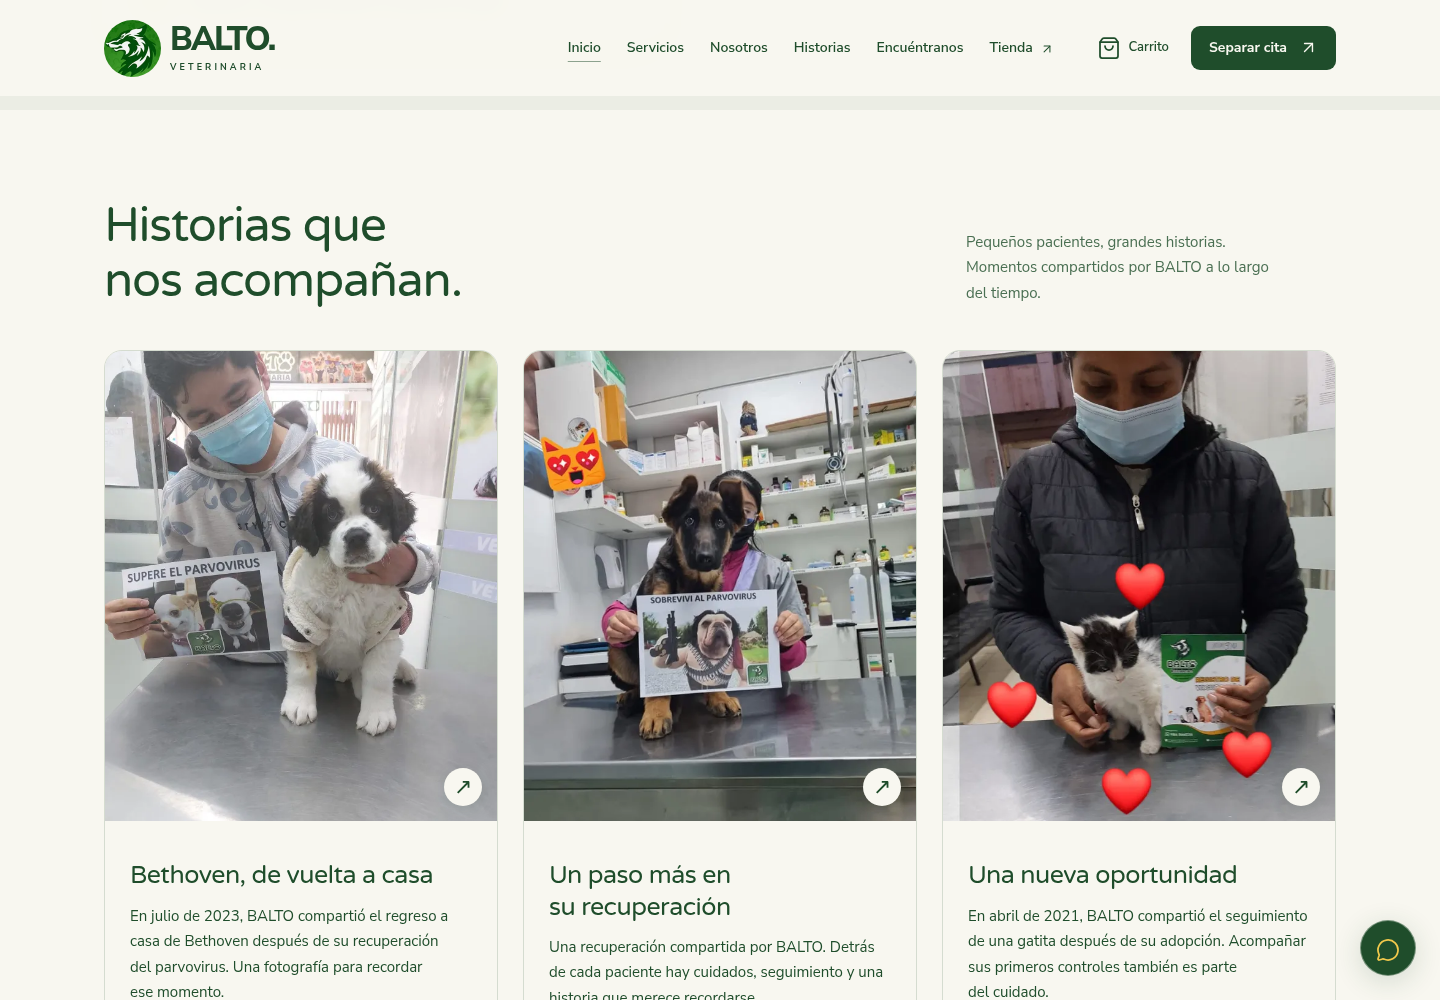 BALTO.
VETERINARIA
Inicio
Servicios
Nosotros
Historias
Encuéntranos
Tienda
Carrito
Separar cita
Historias que
nos acompañan.
Pequeños pacientes, grandes historias.
Momentos compartidos por BALTO a lo largo
del tiempo.
SUPERE EL PARVOVIRUS
SOBREVIVI AL PARVOVIRUS
BALTO
Bethoven, de vuelta a casa
En julio de 2023, BALTO compartió el regreso a
casa de Bethoven después de su recuperación
del parvovirus. Una fotografía para recordar
ese momento.
Un paso más en
su recuperación
Una recuperación compartida por BALTO. Detrás
de cada paciente hay cuidados, seguimiento y una
historia que merece recordarse.
Una nueva oportunidad
En abril de 2021, BALTO compartió el seguimiento
de una gatita después de su adopción. Acompañar
sus primeros controles también es parte
del cuidado.